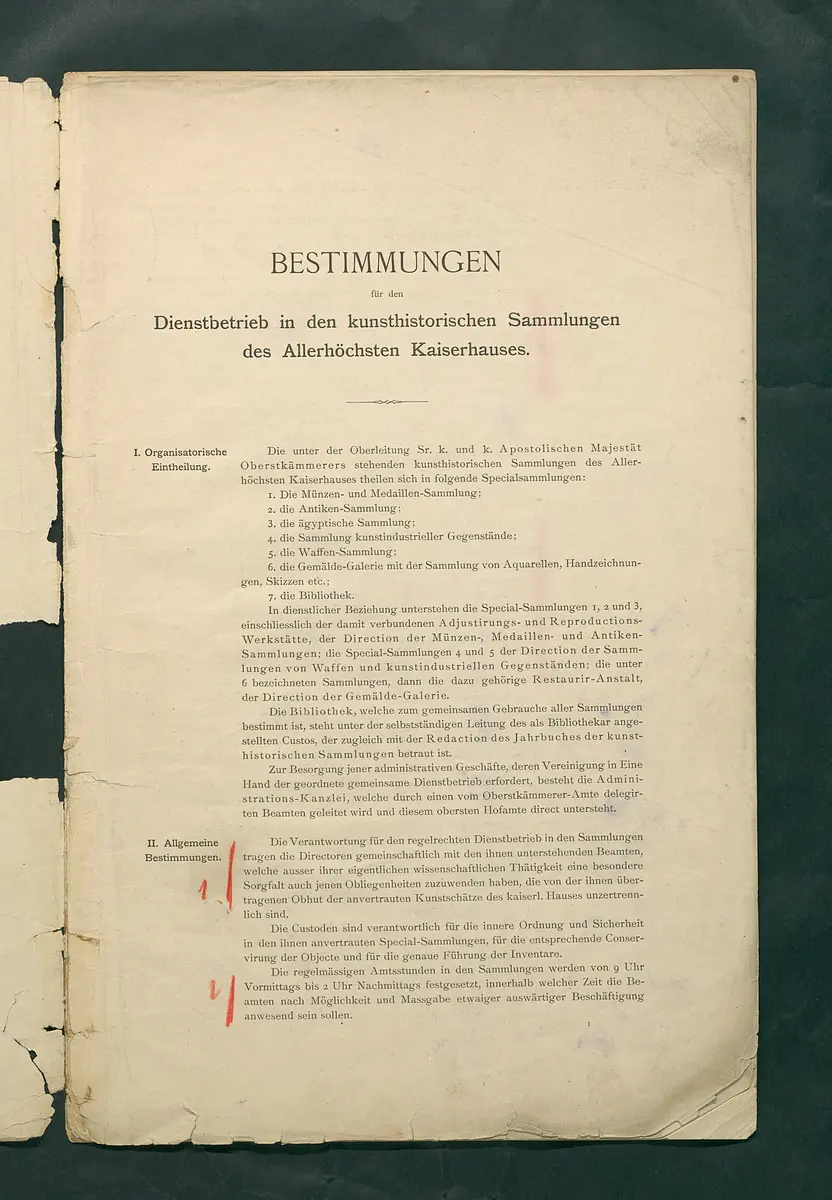 BESTIMMUNGEN
für den
Dienstbetrieb in den kunsthistorischen Sammlungen
des Allerhöchsten Kaiserhauses.
I. Organisatorische
Eintheilung.
Die unter der Oberleitung Sr. k. und k. Apostolischen Majestät
Oberstkämmerers stehenden kunsthistorischen Sammlungen des Aller-
höchsten Kaiserhauses theilen sich in folgende Specialsammlungen:
1. Die Münzen- und Medaillen-Sammlung;
2. die Antiken-Sammlung;
3. die ägyptische Sammlung;
4. die Sammlung kunstindustrieller Gegenstände;
5. die Waffen-Sammlung;
6. die Gemälde-Galerie mit der Sammlung von Aquarellen, Handzeichnun-
gen, Skizzen etc.;
7. die Bibliothek.
In dienstlicher Beziehung unterstehen die Special-Sammlungen 1, 2 und 3,
einschliesslich der damit verbundenen Adjustirungs- und Reproductions-
Werkstätte, der Direction der Münzen-, Medaillen- und Antiken-
Sammlungen; die Special-Sammlungen 4 und 5 der Direction der Samm-
lungen von Waffen und kunstindustriellen Gegenständen; die unter
6 bezeichneten Sammlungen, dann die dazu gehörige Restaurir-Anstalt,
der Direction der Gemälde-Galerie.
Die Bibliothek, welche zum gemeinsamen Gebrauche aller Sammlungen
bestimmt ist, steht unter der selbstständigen Leitung des als Bibliothekar ange-
stellten Custos, der zugleich mit der Redaction des Jahrbuches der kunst-
historischen Sammlungen betraut ist.
Zur Besorgung jener administrativen Geschäfte, deren Vereinigung in Eine
Hand der geordnete gemeinsame Dienstbetrieb erfordert, besteht die Admini-
strations-Kanzlei, welche durch einen vom Oberstkämmerer-Amte delegir-
ten Beamten geleitet wird und diesem obersten Hofamte direct untersteht.
II. Allgemeine
Bestimmungen.
Die Verantwortung für den regelrechten Dienstbetrieb in den Sammlungen
tragen die Directoren gemeinschaftlich mit den ihnen unterstehenden Beamten,
welche ausser ihrer eigentlichen wissenschaftlichen Thätigkeit eine besondere
Sorgfalt auch jenen Obliegenheiten zuzuwenden haben, die von der ihnen über-
tragenen Obhut der anvertrauten Kunstschätze des kaiserl. Hauses unzertrenn-
lich sind.
Die Custoden sind verantwortlich für die innere Ordnung und Sicherheit
in den ihnen anvertrauten Special-Sammlungen, für die entsprechende Conser-
virung der Objecte und für die genaue Führung der Inventare.
Die regelmässigen Amtsstunden in den Sammlungen werden von 9 Uhr
Vormittags bis 2 Uhr Nachmittags festgesetzt, innerhalb welcher Zeit die Be-
amten nach Möglichkeit und Massgabe etwaiger auswärtiger Beschäftigung
anwesend sein sollen.
1